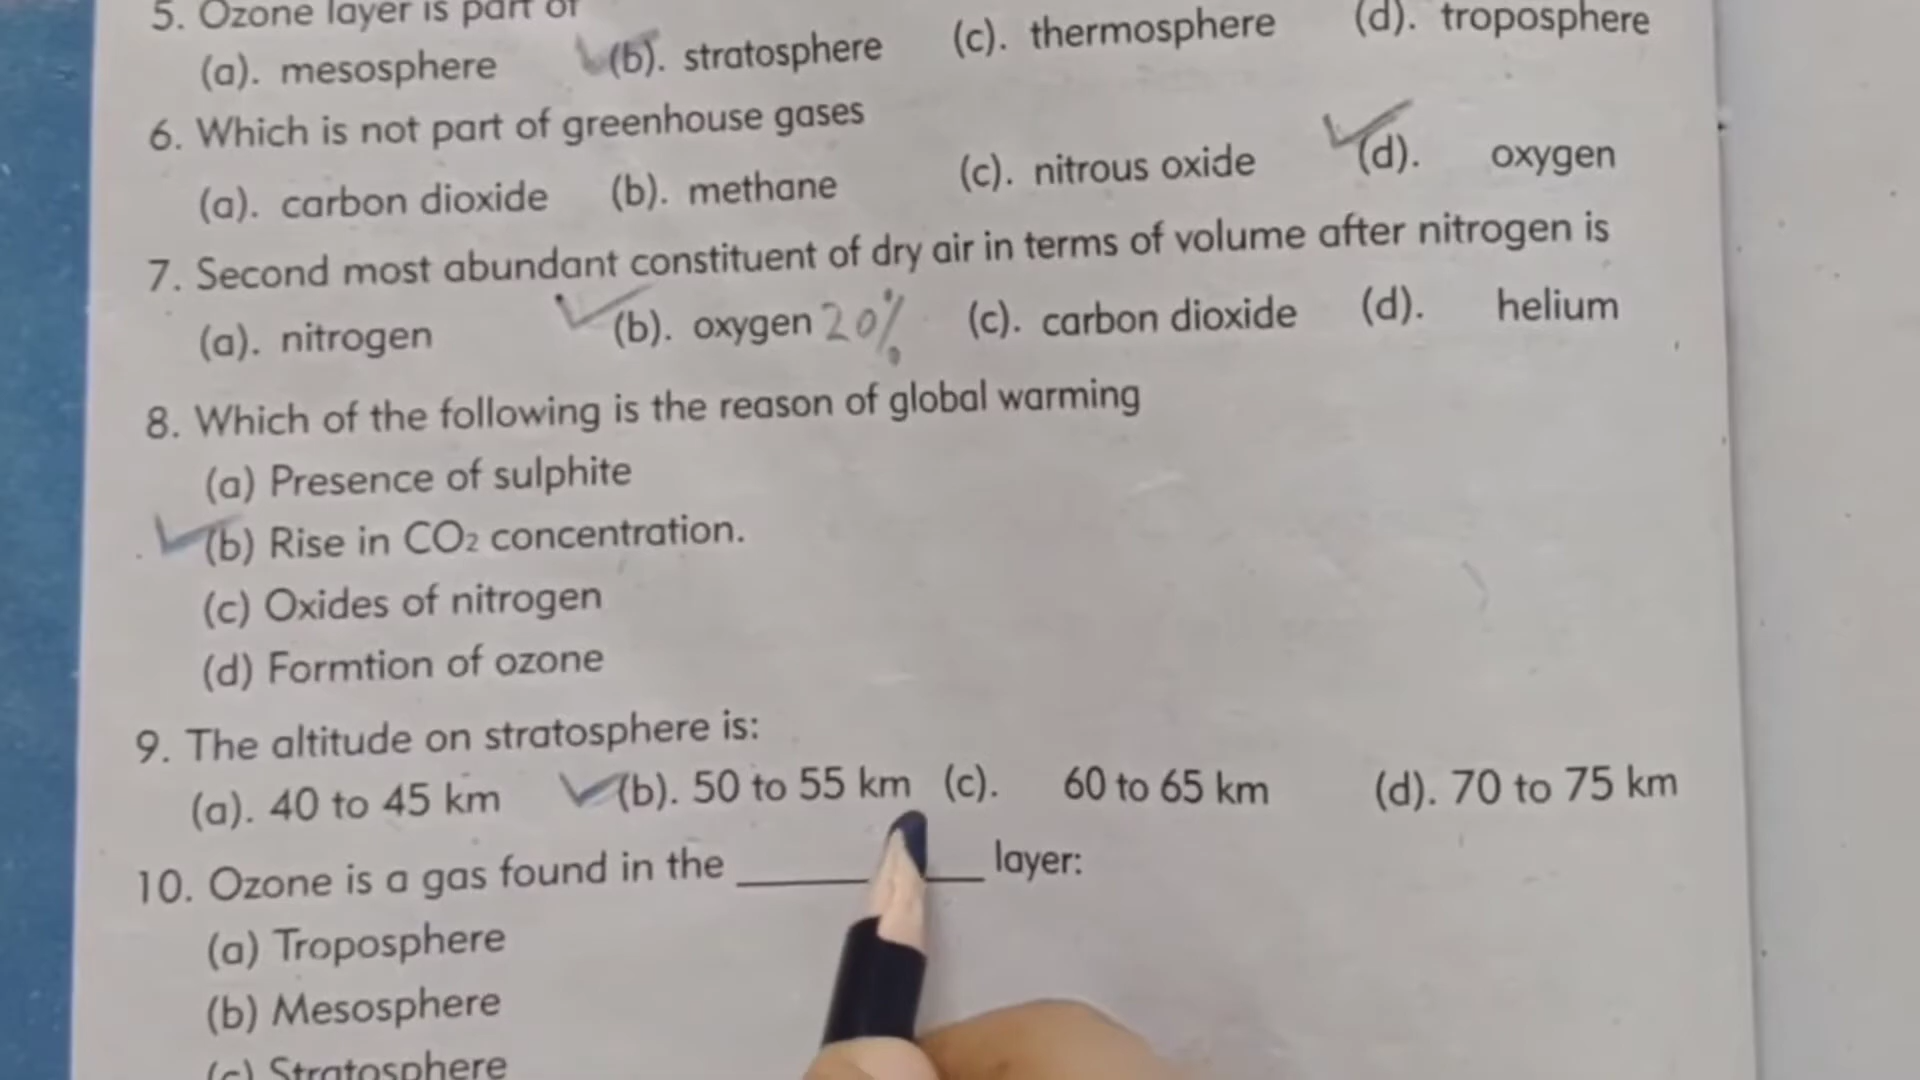 5. Ozone layer is part of
(a). mesosphere (b). stratosphere (c). thermosphere (d). troposphere
6. Which is not part of greenhouse gases
(a). carbon dioxide (b). methane (c). nitrous oxide (d). oxygen
7. Second most abundant constituent of dry air in terms of volume after nitrogen is
(a). nitrogen (b). oxygen 20% (c). carbon dioxide (d). helium
8. Which of the following is the reason of global warming
(a) Presence of sulphite
(b) Rise in CO₂ concentration.
(c) Oxides of nitrogen
(d) Formtion of ozone
9. The altitude on stratosphere is:
(a). 40 to 45 km (b). 50 to 55 km (c). 60 to 65 km (d). 70 to 75 km
10. Ozone is a gas found in the ________ layer:
(a) Troposphere
(b) Mesosphere
(c) Stratosphere